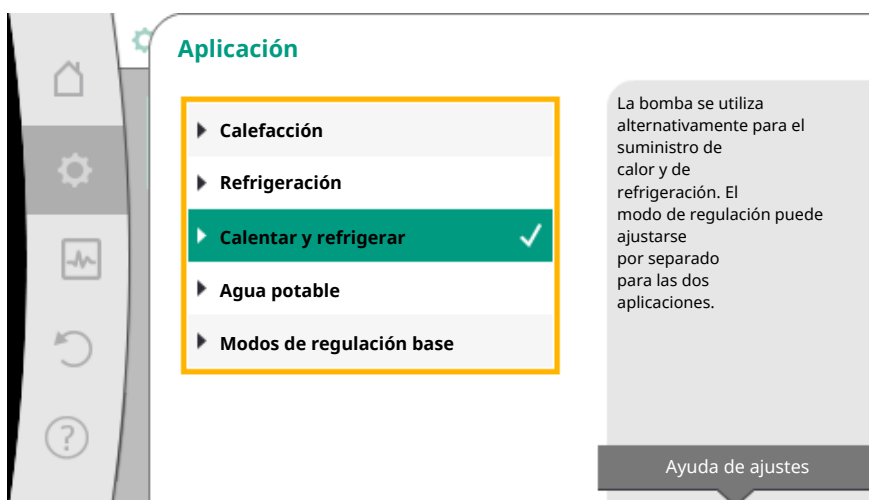 Aplicación
Calefacción
Refrigeración
Calentar y refrigerar
Agua potable
Modos de regulación base
La bomba se utiliza
alternativamente para el
suministro de
calor y de
refrigeración. El
modo de regulación puede
ajustarse
por separado
para las dos
aplicaciones.
Ayuda de ajustes